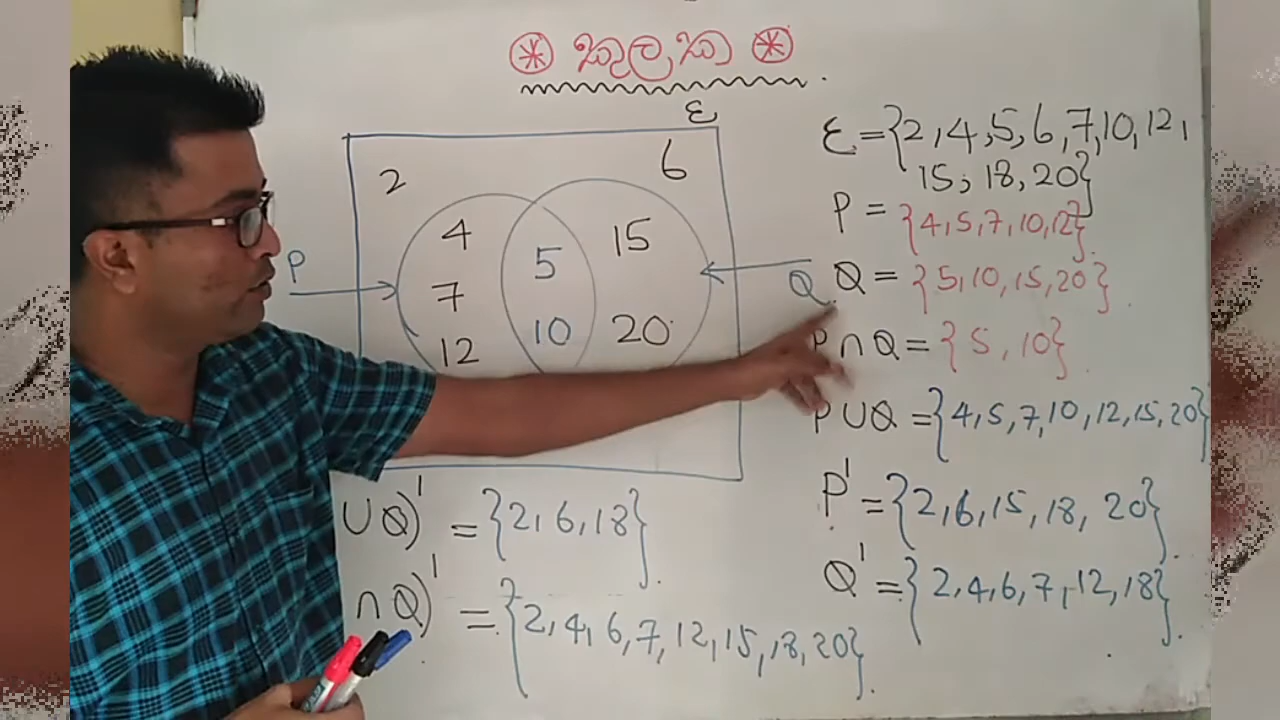 කුලක
ε
2 6
4 5 15
7 10 20
12
P
Q
ε = {2, 4, 5, 6, 7, 10, 12,
15, 18, 20}
P = {4, 5, 7, 10, 12}.
Q = {5, 10, 15, 20}.
P ∩ Q = {5, 10}
P ∪ Q = {4, 5, 7, 10, 12, 15, 20}
P' = {2, 6, 15, 18, 20}.
Q' = {2, 4, 6, 7, 12, 18}.
∪ Q)' = {2, 6, 18}.
∩ Q)' = {2, 4, 6, 7, 12, 15, 18, 20}.